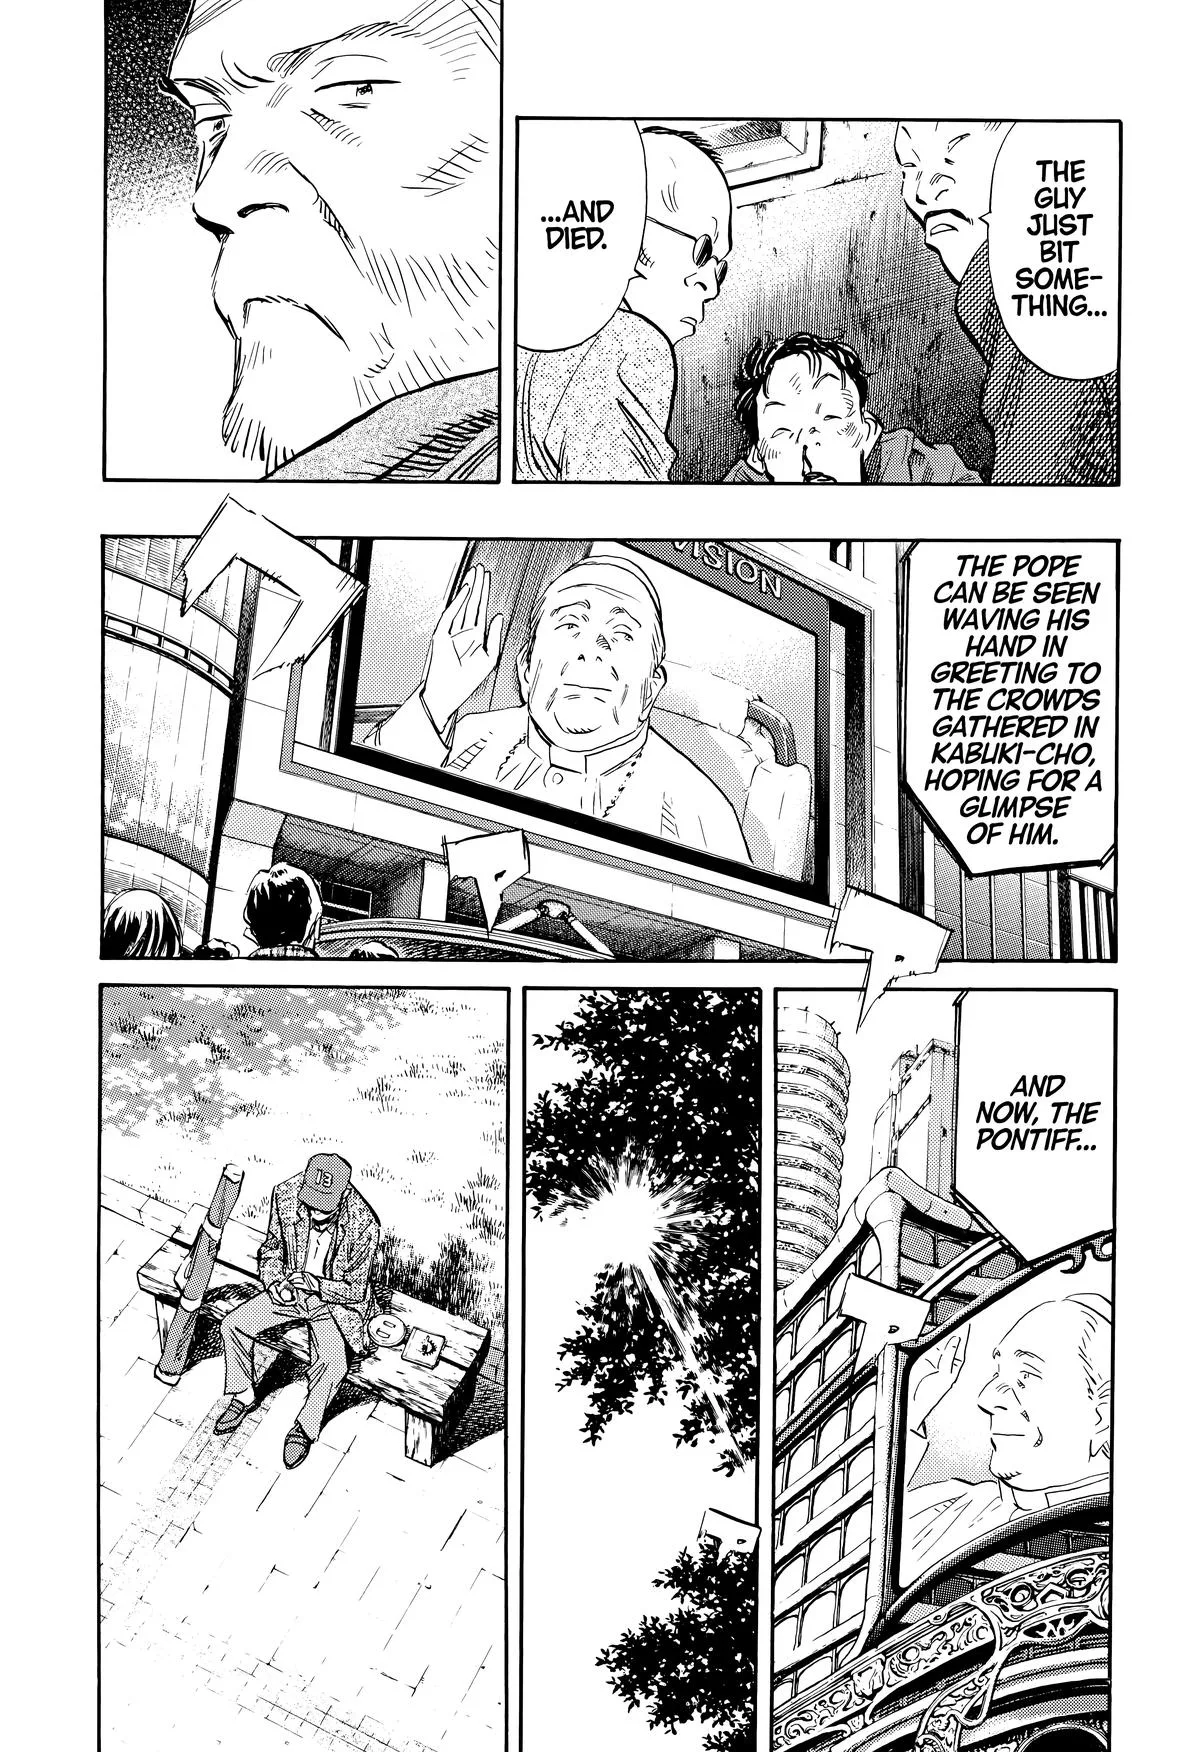 THE
GUY
JUST
BIT
SOME-
THING...
...AND
DIED.
VISION
THE POPE
CAN BE SEEN
WAVING HIS
HAND IN
GREETING TO
THE CROWDS
GATHERED IN
KABUKI-CHO,
HOPING FOR A
GLIMPSE
OF HIM.
AND
NOW, THE
PONTIFF...
13